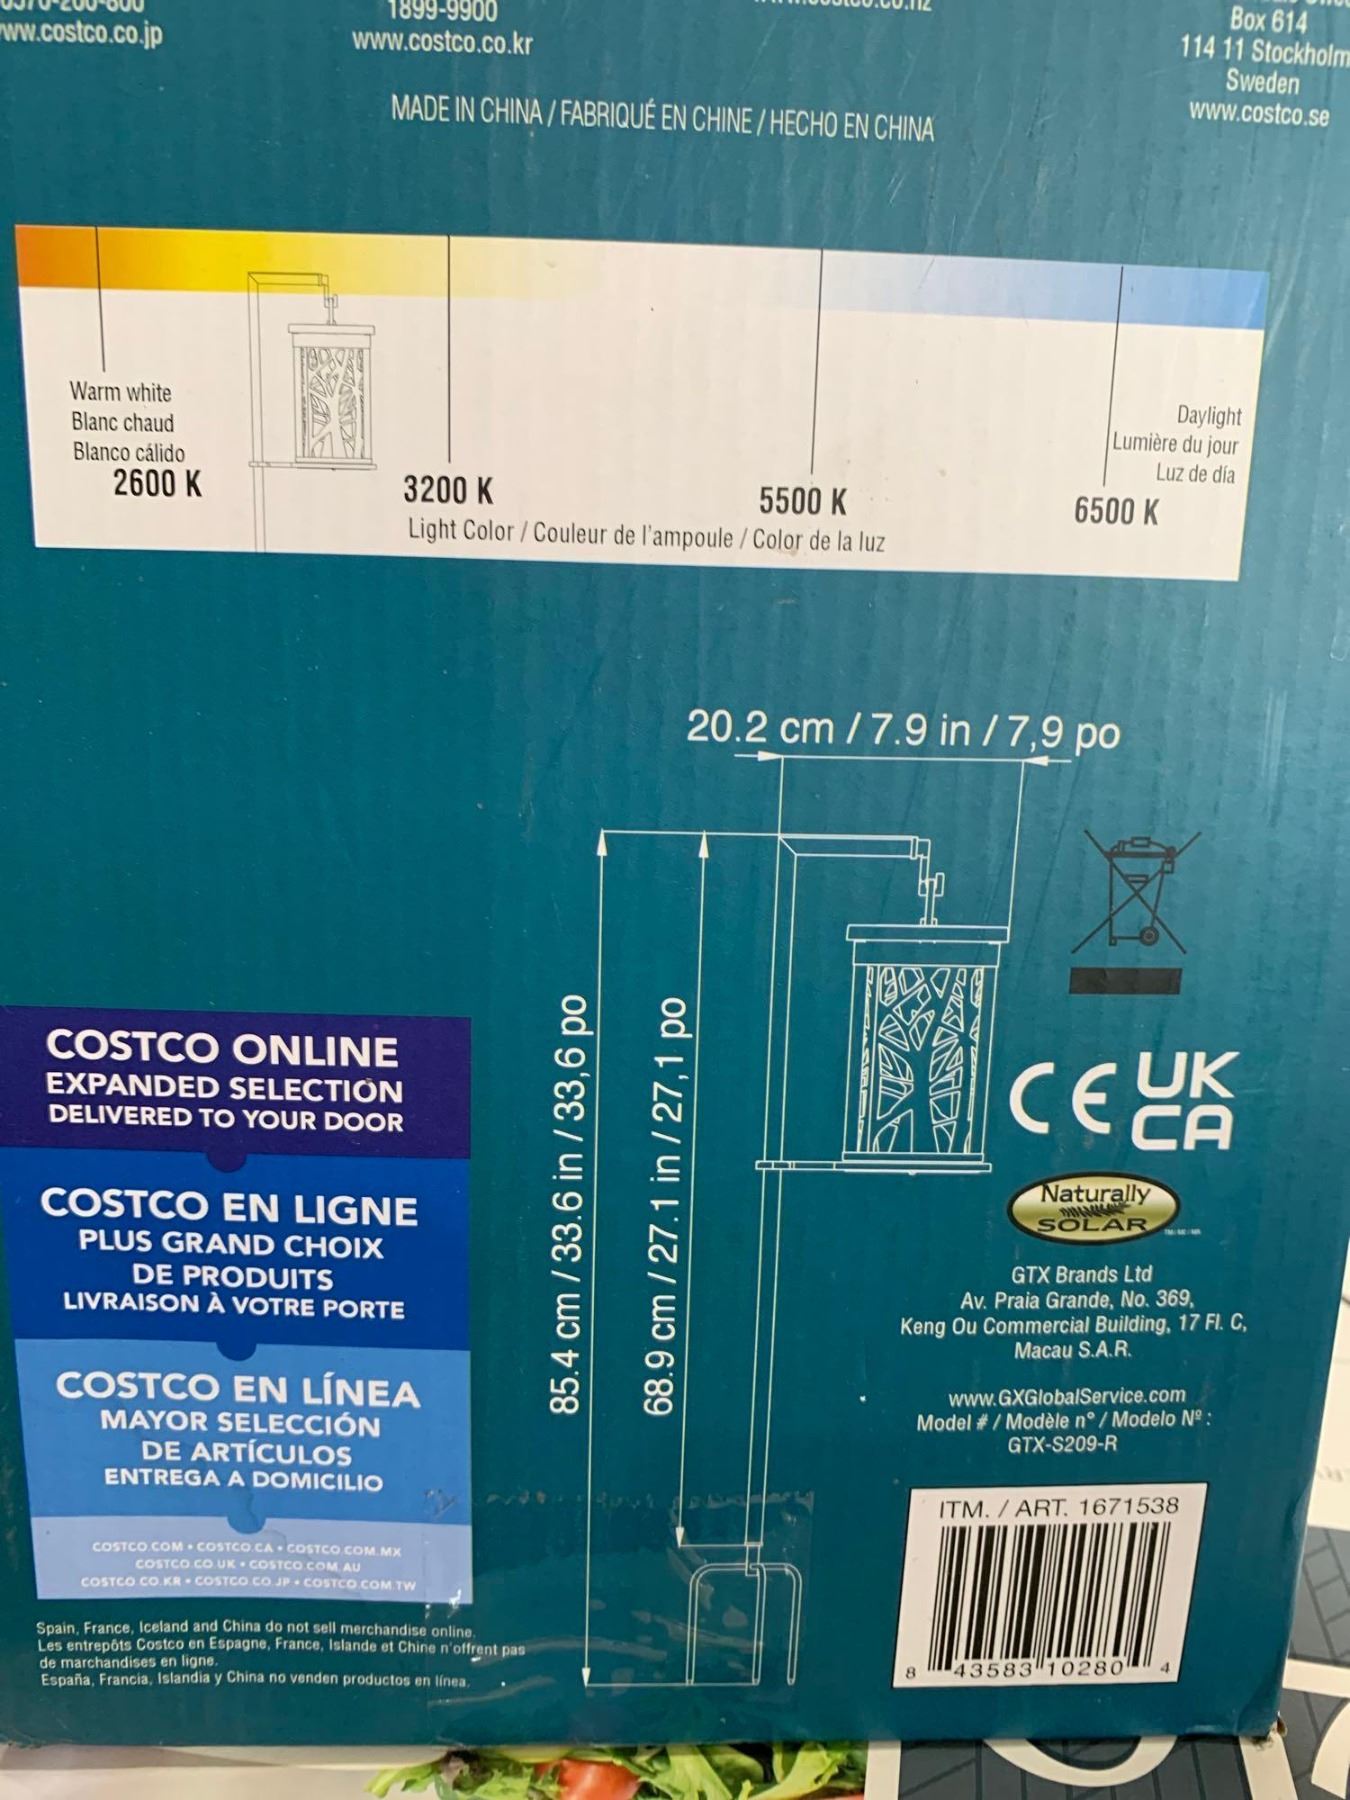 www.costco.co.jp
1899-9900
www.costco.co.kr
Box 614
114 11 Stockholm
Sweden
www.costco.se
MADE IN CHINA / FABRIQUÉ EN CHINE / HECHO EN CHINA
Warm white
Blanc chaud
Blanco cálido
2600 K
3200 K
5500 K
Daylight
Lumière du jour
Luz de día
6500 K
Light Color / Couleur de l'ampoule / Color de la luz
20.2 cm / 7.9 in / 7,9 po
85.4 cm / 33.6 in / 33,6 po
68.9 cm / 27.1 in / 27,1 po
COSTCO ONLINE
EXPANDED SELECTION
DELIVERED TO YOUR DOOR
COSTCO EN LIGNE
PLUS GRAND CHOIX
DE PRODUITS
LIVRAISON À VOTRE PORTE
COSTCO EN LÍNEA
MAYOR SELECCIÓN
DE ARTÍCULOS
ENTREGA A DOMICILIO
COSTCO.COM • COSTCO.CA • COSTCO.COM.MX
COSTCO.CO.UK • COSTCO.COM.AU
COSTCO.CO.KR • COSTCO.CO.JP • COSTCO.COM.TW
Spain, France, Iceland and China do not sell merchandise online.
Les entrepôts Costco en Espagne, France, Islande et Chine n'offrent pas
de marchandises en ligne.
España, Francia, Islandia y China no venden productos en línea.
CE UK
CA
Naturally
SOLAR
GTX Brands Ltd
Av. Praia Grande, No. 369,
Keng Ou Commercial Building, 17 Fl. C,
Macau S.A.R.
www.GXGlobalService.com
Model # / Modèle n° / Modelo Nº :
GTX-S209-R
ITM. / ART. 1671538
8 43583 10280 4